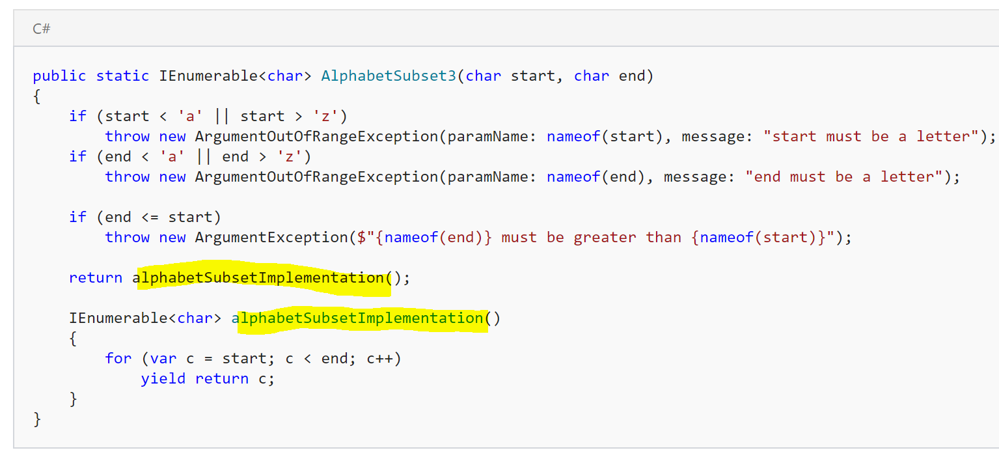 C#
public static IEnumerable<char> AlphabetSubset3(char start, char end)
{
    if (start < 'a' || start > 'z')
        throw new ArgumentOutOfRangeException(paramName: nameof(start), message: "start must be a letter");
    if (end < 'a' || end > 'z')
        throw new ArgumentOutOfRangeException(paramName: nameof(end), message: "end must be a letter");
    if (end <= start)
        throw new ArgumentException($"{nameof(end)} must be greater than {nameof(start)}");
    return alphabetSubsetImplementation();
    IEnumerable<char> alphabetSubsetImplementation()
    {
        for (var c = start; c < end; c++)
            yield return c;
    }
}